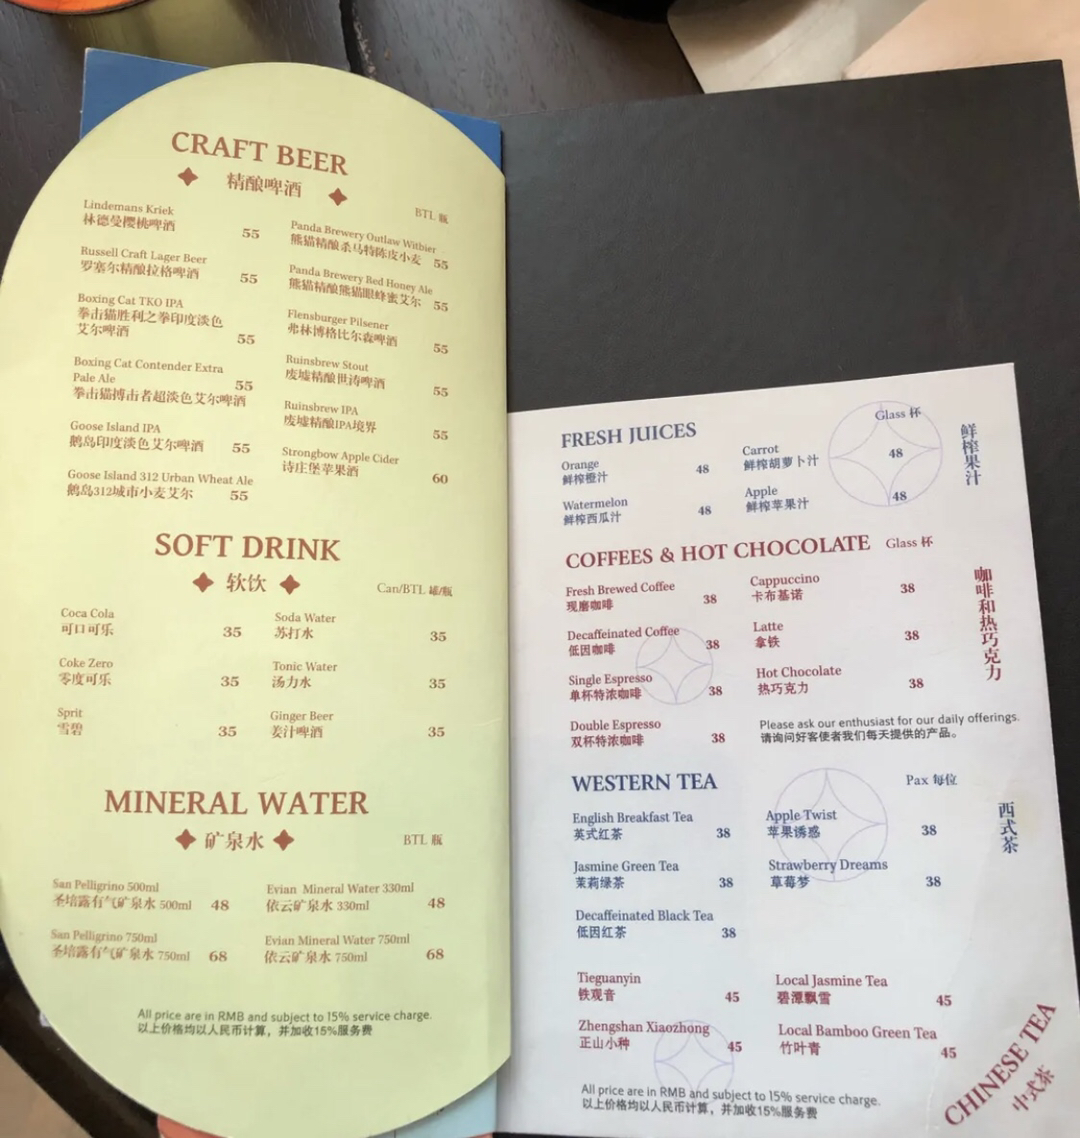 CRAFT BEER
精酿啤酒
BTL 瓶
Lindemans Kriek
林德曼樱桃啤酒 55
Russell Craft Lager Beer
罗塞尔精酿拉格啤酒 55
Boxing Cat TKO IPA
拳击猫胜利之拳印度淡色
艾尔啤酒 55
Boxing Cat Contender Extra
Pale Ale 55
拳击猫搏击者超淡色艾尔啤酒
Goose Island IPA
鹅岛印度淡色艾尔啤酒 55
Goose Island 312 Urban Wheat Ale
鹅岛312城市小麦艾尔 55
Panda Brewery Outlaw Witbier
熊猫精酿杀马特陈皮小麦 55
Panda Brewery Red Honey Ale
熊猫精酿熊猫眼蜂蜜艾尔 55
Flensburger Pilsener
弗林博格比尔森啤酒 55
Ruinsbrew Stout
废墟精酿世涛啤酒 55
Ruinsbrew IPA
废墟精酿IPA境界 55
Strongbow Apple Cider
诗庄堡苹果酒 60
SOFT DRINK
软饮
Can/BTL 罐/瓶
Coca Cola
可口可乐 35
Coke Zero
零度可乐 35
Sprit
雪碧 35
Soda Water
苏打水 35
Tonic Water
汤力水 35
Ginger Beer
姜汁啤酒 35
MINERAL WATER
矿泉水
BTL 瓶
San Pelligrino 500ml
圣培露有气矿泉水 500ml 48
San Pelligrino 750ml
圣培露有气矿泉水 750ml 68
Evian Mineral Water 330ml
依云矿泉水 330ml 48
Evian Mineral Water 750ml
依云矿泉水 750ml 68
All price are in RMB and subject to 15% service charge.
以上价格均以人民币计算，并加收15%服务费
FRESH JUICES
Glass 杯
鲜榨果汁
Orange
鲜榨橙汁 48
Watermelon
鲜榨西瓜汁 48
Carrot
鲜榨胡萝卜汁 48
Apple
鲜榨苹果汁 48
COFFEES & HOT CHOCOLATE Glass 杯
咖啡和热巧克力
Fresh Brewed Coffee
现磨咖啡 38
Decaffeinated Coffee
低因咖啡 38
Single Espresso
单杯特浓咖啡 38
Double Espresso
双杯特浓咖啡 38
Cappuccino
卡布基诺 38
Latte
拿铁 38
Hot Chocolate
热巧克力 38
Please ask our enthusiast for our daily offerings.
请询问好客使者我们每天提供的产品。
WESTERN TEA
Pax 每位
西式茶
English Breakfast Tea
英式红茶 38
Jasmine Green Tea
茉莉绿茶 38
Decaffeinated Black Tea
低因红茶 38
Apple Twist
苹果诱惑 38
Strawberry Dreams
草莓梦 38
Tieguanyin
铁观音 45
Zhengshan Xiaozhong
正山小种 45
Local Jasmine Tea
碧潭飘雪 45
Local Bamboo Green Tea
竹叶青 45
CHINESE TEA
中式茶
All price are in RMB and subject to 15% service charge.
以上价格均以人民币计算，并加收15%服务费